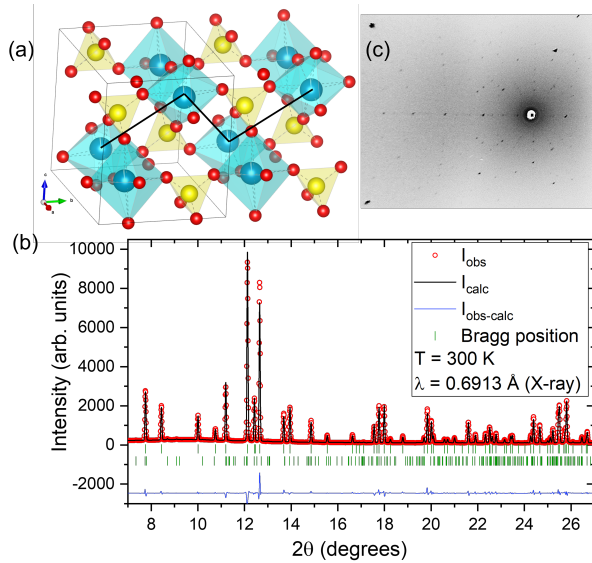 (a)
(c)
c
b
a
(b)
Intensity (arb. units)
10000
8000
6000
4000
2000
0
-2000
I_obs
I_calc
I_obs-calc
Bragg position
T = 300 K
λ = 0.6913 Å (X-ray)
8 10 12 14 16 18 20 22 24 26
2θ (degrees)